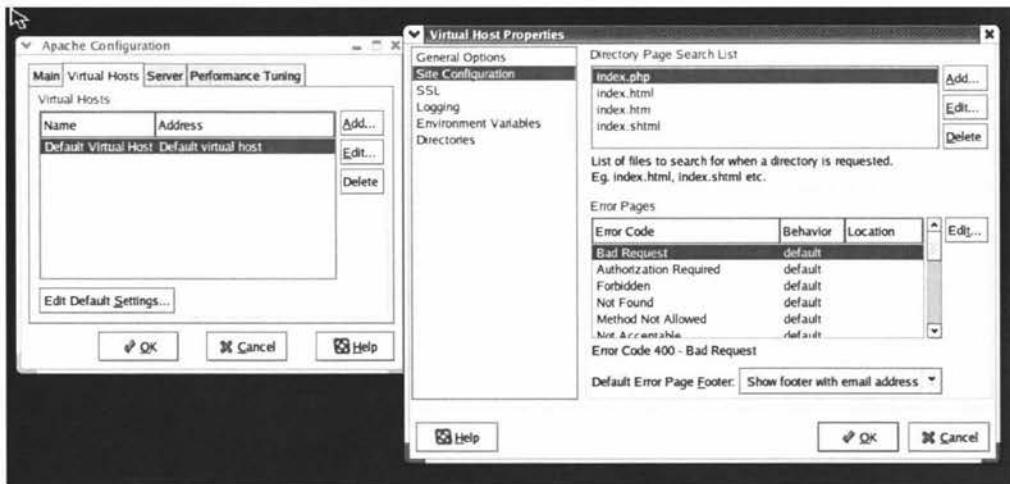 Apache Configuration
Main Virtual Hosts Server Performance Tuning
Virtual Hosts
Name Address
Default Virtual Host Default virtual host
Add...
Edit...
Delete
Edit Default Settings...
OK Cancel Help
Virtual Host Properties
General Options
Site Configuration
SSL
Logging
Environment Variables
Directories
Directory Page Search List
index.php
index.html
index.htm
index.shtml
Add...
Edit...
Delete
List of files to search for when a directory is requested.
Eg. index.html, index.shtml etc.
Error Pages
Error Code Behavior Location
Bad Request default
Authorization Required default
Forbidden default
Not Found default
Method Not Allowed default
Not Acceptable default
Edit...
Error Code 400 - Bad Request
Default Error Page Footer: Show footer with email address
Help OK Cancel